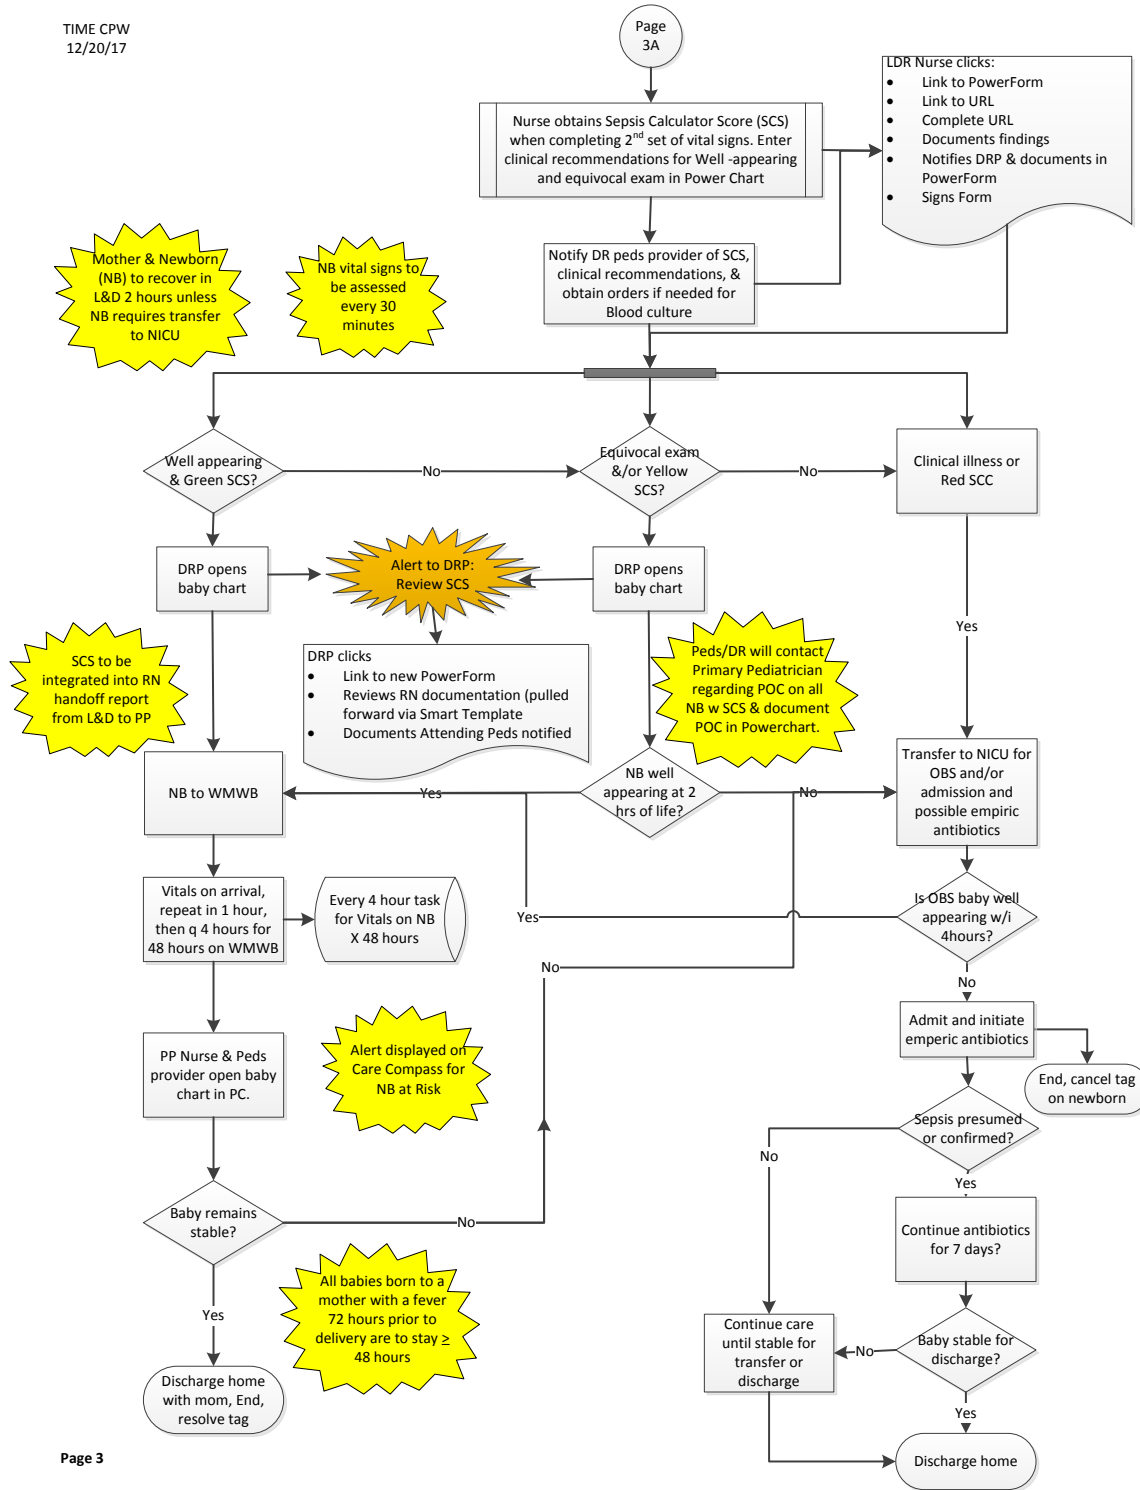 TIME CPW
12/20/17
Page
3A
LDR Nurse clicks:
• Link to PowerForm
• Link to URL
• Complete URL
• Documents findings
• Notifies DRP & documents in
PowerForm
• Signs Form
Nurse obtains Sepsis Calculator Score (SCS)
when completing 2nd set of vital signs. Enter
clinical recommendations for Well -appearing
and equivocal exam in Power Chart
Mother & Newborn
(NB) to recover in
L&D 2 hours unless
NB requires transfer
to NICU
NB vital signs to
be assessed
every 30
minutes
Notify DR peds provider of SCS,
clinical recommendations, &
obtain orders if needed for
Blood culture
Well appearing
& Green SCS?
No
Equivocal exam
&/or Yellow
SCS?
No
Clinical illness or
Red SCC
DRP opens
baby chart
Alert to DRP:
Review SCS
DRP opens
baby chart
Yes
SCS to be
integrated into RN
handoff report
from L&D to PP
DRP clicks
• Link to new PowerForm
• Reviews RN documentation (pulled
forward via Smart Template
• Documents Attending Peds notified
Peds/DR will contact
Primary Pediatrician
regarding POC on all
NB w SCS & document
POC in Powerchart.
NB to WMWB
Yes
NB well
appearing at 2
hrs of life?
No
Transfer to NICU for
OBS and/or
admission and
possible empiric
antibiotics
Vitals on arrival,
repeat in 1 hour,
then q 4 hours for
48 hours on WMWB
Every 4 hour task
for Vitals on NB
X 48 hours
Yes
Is OBS baby well
appearing w/i
4hours?
No
No
PP Nurse & Peds
provider open baby
chart in PC.
Alert displayed on
Care Compass for
NB at Risk
Admit and initiate
emperic antibiotics
End, cancel tag
on newborn
Sepsis presumed
or confirmed?
No
Yes
Baby remains
stable?
No
Continue antibiotics
for 7 days?
All babies born to a
mother with a fever
72 hours prior to
delivery are to stay ≥
48 hours
Yes
Continue care
until stable for
transfer or
discharge
No
Baby stable for
discharge?
Discharge home
with mom, End,
resolve tag
Yes
Discharge home
Page 3